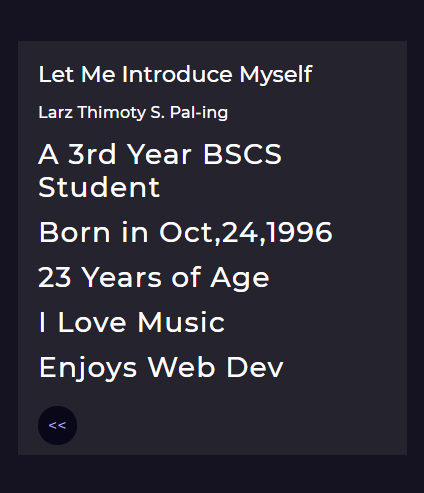 Let Me Introduce Myself
Larz Thimoty S. Pal-ing
A 3rd Year BSCS
Student
Born in Oct,24,1996
23 Years of Age
I Love Music
Enjoys Web Dev
<<